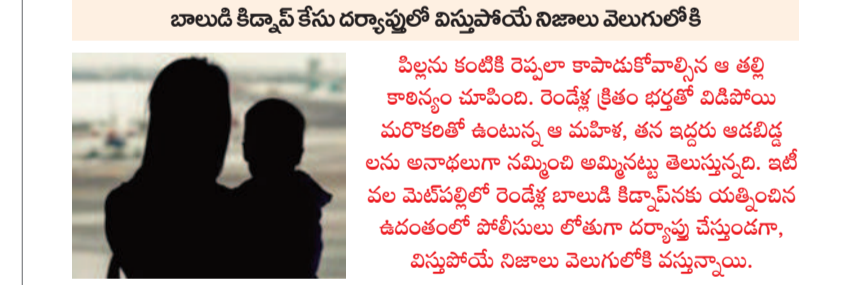 బాలుడి కిడ్నాప్ కేసు దర్యాప్తులో విస్తుపోయే నిజాలు వెలుగులోకి
పిల్లను కంటికి రెప్పలా కాపాడుకోవాల్సిన ఆ తల్లి
కాఠిన్యం చూపింది. రెండేళ్ల క్రితం భర్తతో విడిపోయి
మరొకరితో ఉంటున్న ఆ మహిళ, తన ఇద్దరు ఆడబిడ్డ
లను అనాథలుగా నమ్మించి అమ్మినట్టు తెలుస్తున్నది. ఇటీ
వల మెట్‌పల్లిలో రెండేళ్ల బాలుడి కిడ్నాప్‌నకు యత్నించిన
ఉదంతంలో పోలీసులు లోతుగా దర్యాప్తు చేస్తుండగా,
విస్తుపోయే నిజాలు వెలుగులోకి వస్తున్నాయి.